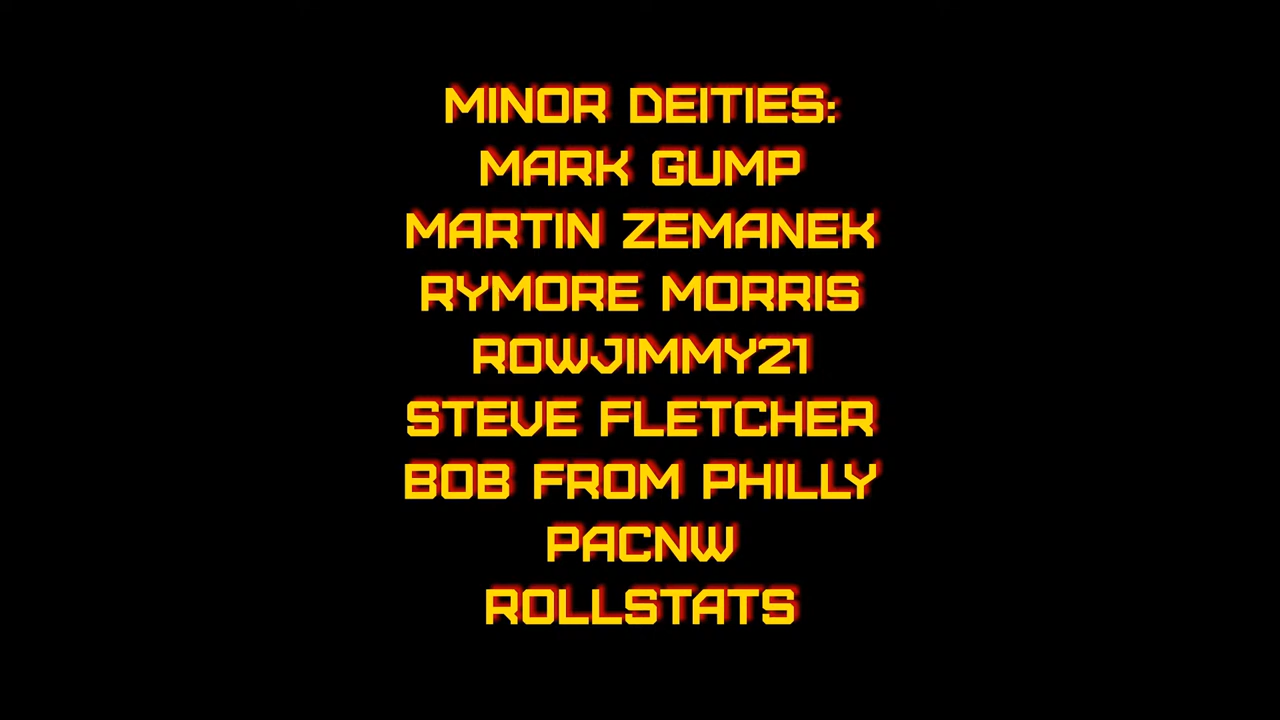 MINOR DEITIES:
MARK GUMP
MARTIN ZEMANEK
RYMORE MORRIS
ROWJIMMY21
STEVE FLETCHER
BOB FROM PHILLY
PACNW
ROLLSTATS